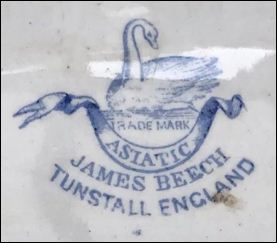 TRADE MARK
ASIATIC
JAMES BEECH
TUNSTALL ENGLAND